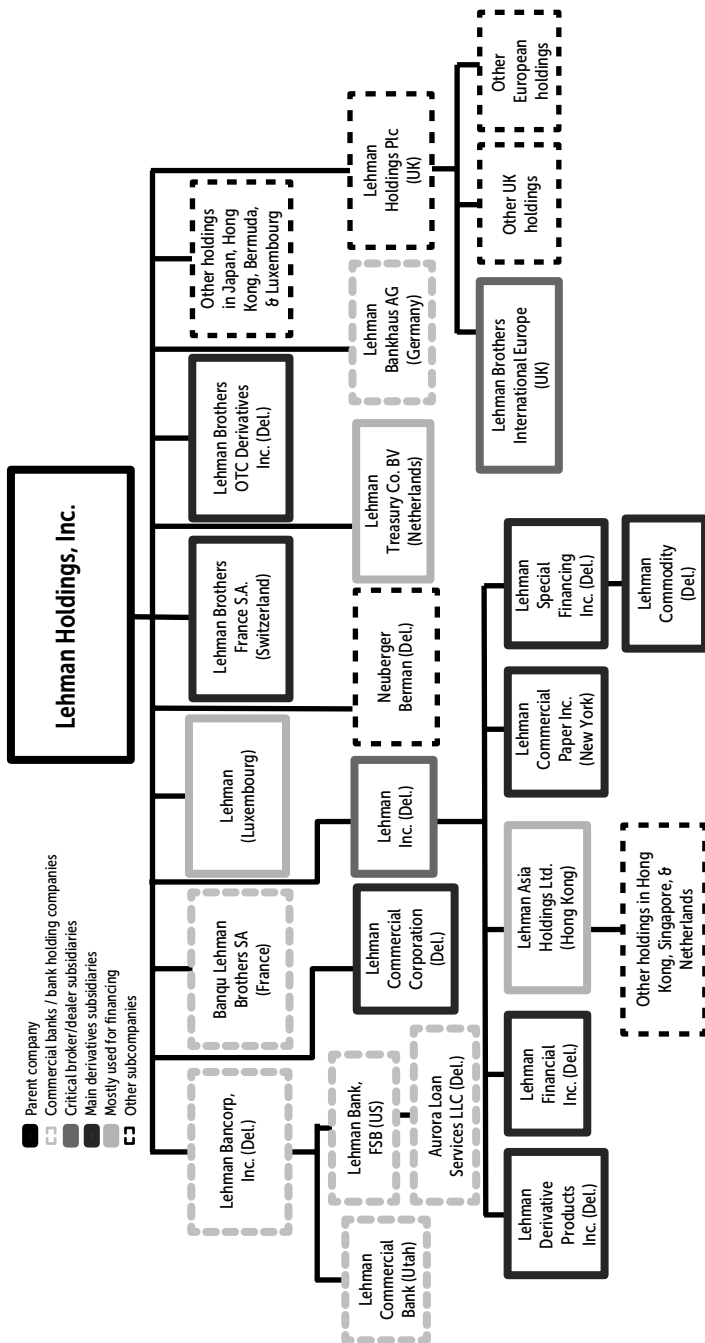 Lehman Holdings, Inc.
Parent company
Commercial banks / bank holding companies
Critical broker/dealer subsidiaries
Main derivatives subsidiaries
Mostly used for financing
Other subcompanies
Lehman Bancorp,
Inc. (Del.)
Banqu Lehman
Brothers SA
(France)
Lehman
(Luxembourg)
Lehman Brothers
France S.A.
(Switzerland)
Lehman Brothers
OTC Derivatives
Inc. (Del.)
Other holdings
in Japan, Hong
Kong, Bermuda,
& Luxembourg
Lehman
Commercial
Bank (Utah)
Lehman Bank,
FSB (US)
Aurora Loan
Services LLC (Del.)
Lehman
Commercial
Corporation
(Del.)
Lehman
Inc. (Del.)
Neuberger
Berman (Del.)
Lehman
Treasury Co. BV
(Netherlands)
Lehman
Bankhaus AG
(Germany)
Lehman
Holdings Plc
(UK)
Lehman
Derivative
Products
Inc. (Del.)
Lehman
Financial
Inc. (Del.)
Lehman Asia
Holdings Ltd.
(Hong Kong)
Lehman
Commercial
Paper Inc.
(New York)
Lehman
Special
Financing
Inc. (Del.)
Lehman Brothers
International Europe
(UK)
Other UK
holdings
Other
European
holdings
Other holdings in Hong
Kong, Singapore, &
Netherlands
Lehman
Commodity
(Del.)